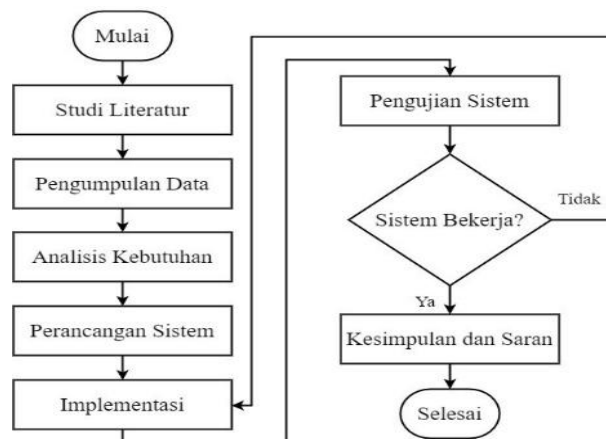 Mulai
Studi Literatur
Pengumpulan Data
Analisis Kebutuhan
Perancangan Sistem
Implementasi
Pengujian Sistem
Sistem Bekerja?
Tidak
Ya
Kesimpulan dan Saran
Selesai